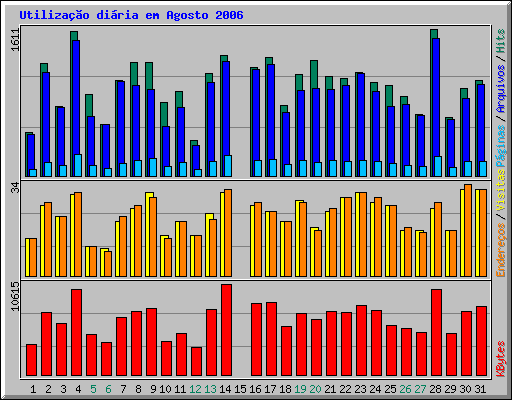 Utilização diária em Agosto 2006
1611
34
10615
Endereços / Visitas Páginas / Arquivos / Hits
KBytes
1 2 3 4 5 6 7 8 9 10 11 12 13 14 15 16 17 18 19 20 21 22 23 24 25 26 27 28 29 30 31